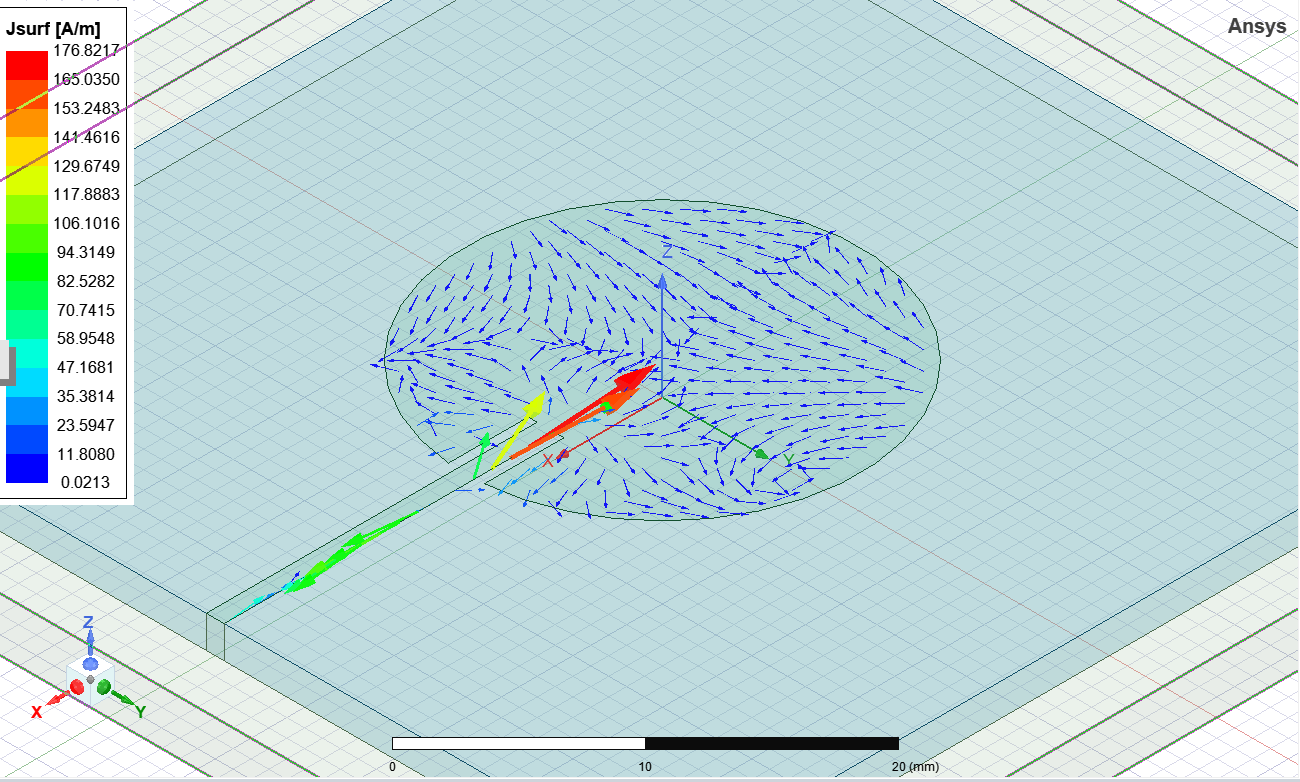 Jsurf [A/m]
176.8217
165.0350
153.2483
141.4616
129.6749
117.8883
106.1016
94.3149
82.5282
70.7415
58.9548
47.1681
35.3814
23.5947
11.8080
0.0213
Ansys
Z
X
Y
Z
X
Y
0 10 20 (mm)